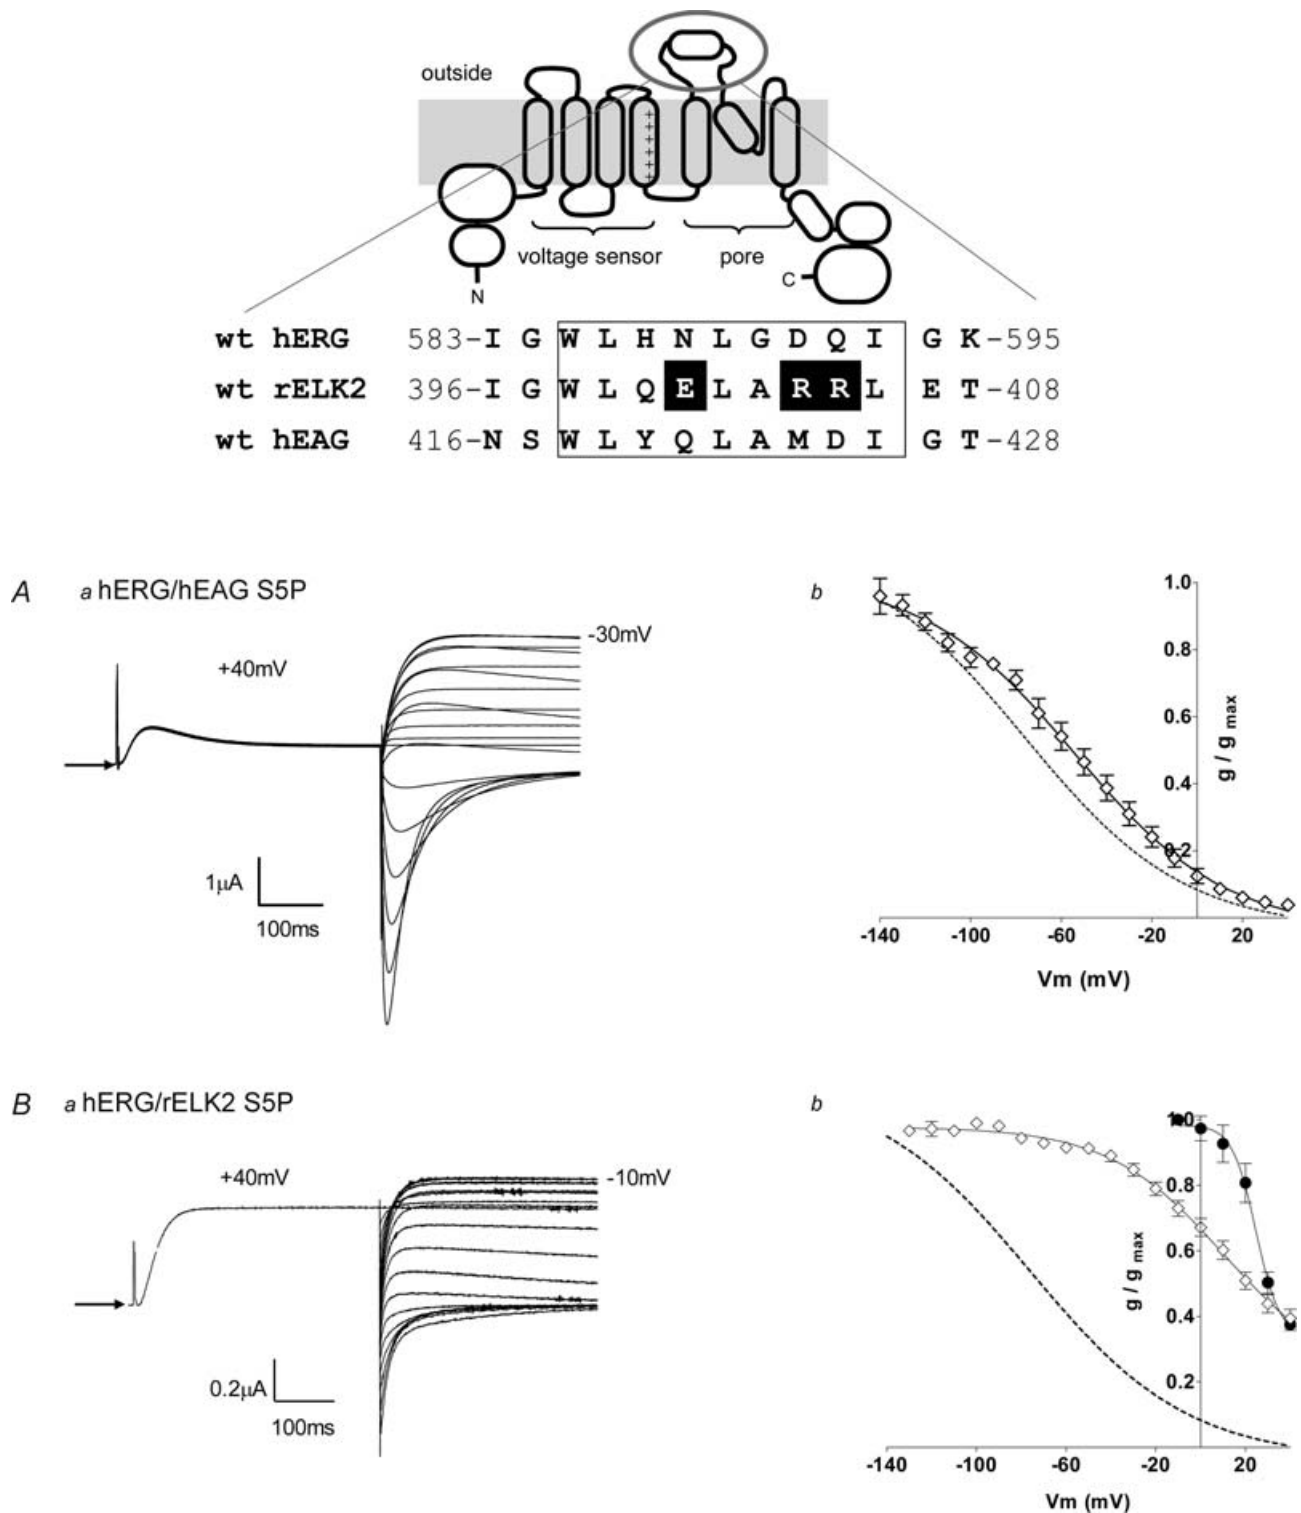 outside
+
+
+
+
+
+
voltage sensor
pore
N
C
wt hERG 583-I G W L H N L G D Q I G K-595
wt rELK2 396-I G W L Q E L A R R L E T-408
wt hEAG 416-N S W L Y Q L A M D I G T-428
A a hERG/hEAG S5P
+40mV
-30mV
1µA
100ms
b
1.0
0.8
0.6
0.4
0.2
g / g max
-140 -100 -60 -20 20
Vm (mV)
B a hERG/rELK2 S5P
+40mV
-10mV
0.2µA
100ms
b
1.0
0.8
0.6
0.4
0.2
g / g max
-140 -100 -60 -20 20
Vm (mV)